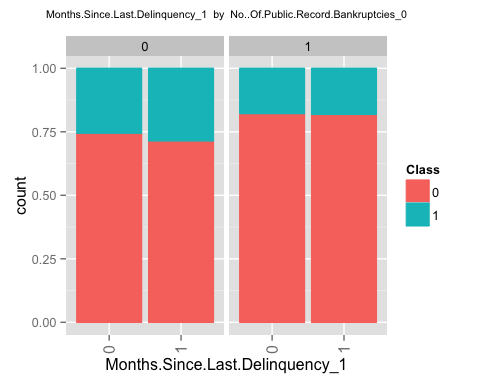 Months.Since.Last.Delinquency_1 by No..Of.Public.Record.Bankruptcies_0
0 1
1.00
0.75
0.50
0.25
0.00
count
0 1 0 1
Months.Since.Last.Delinquency_1
Class
0
1